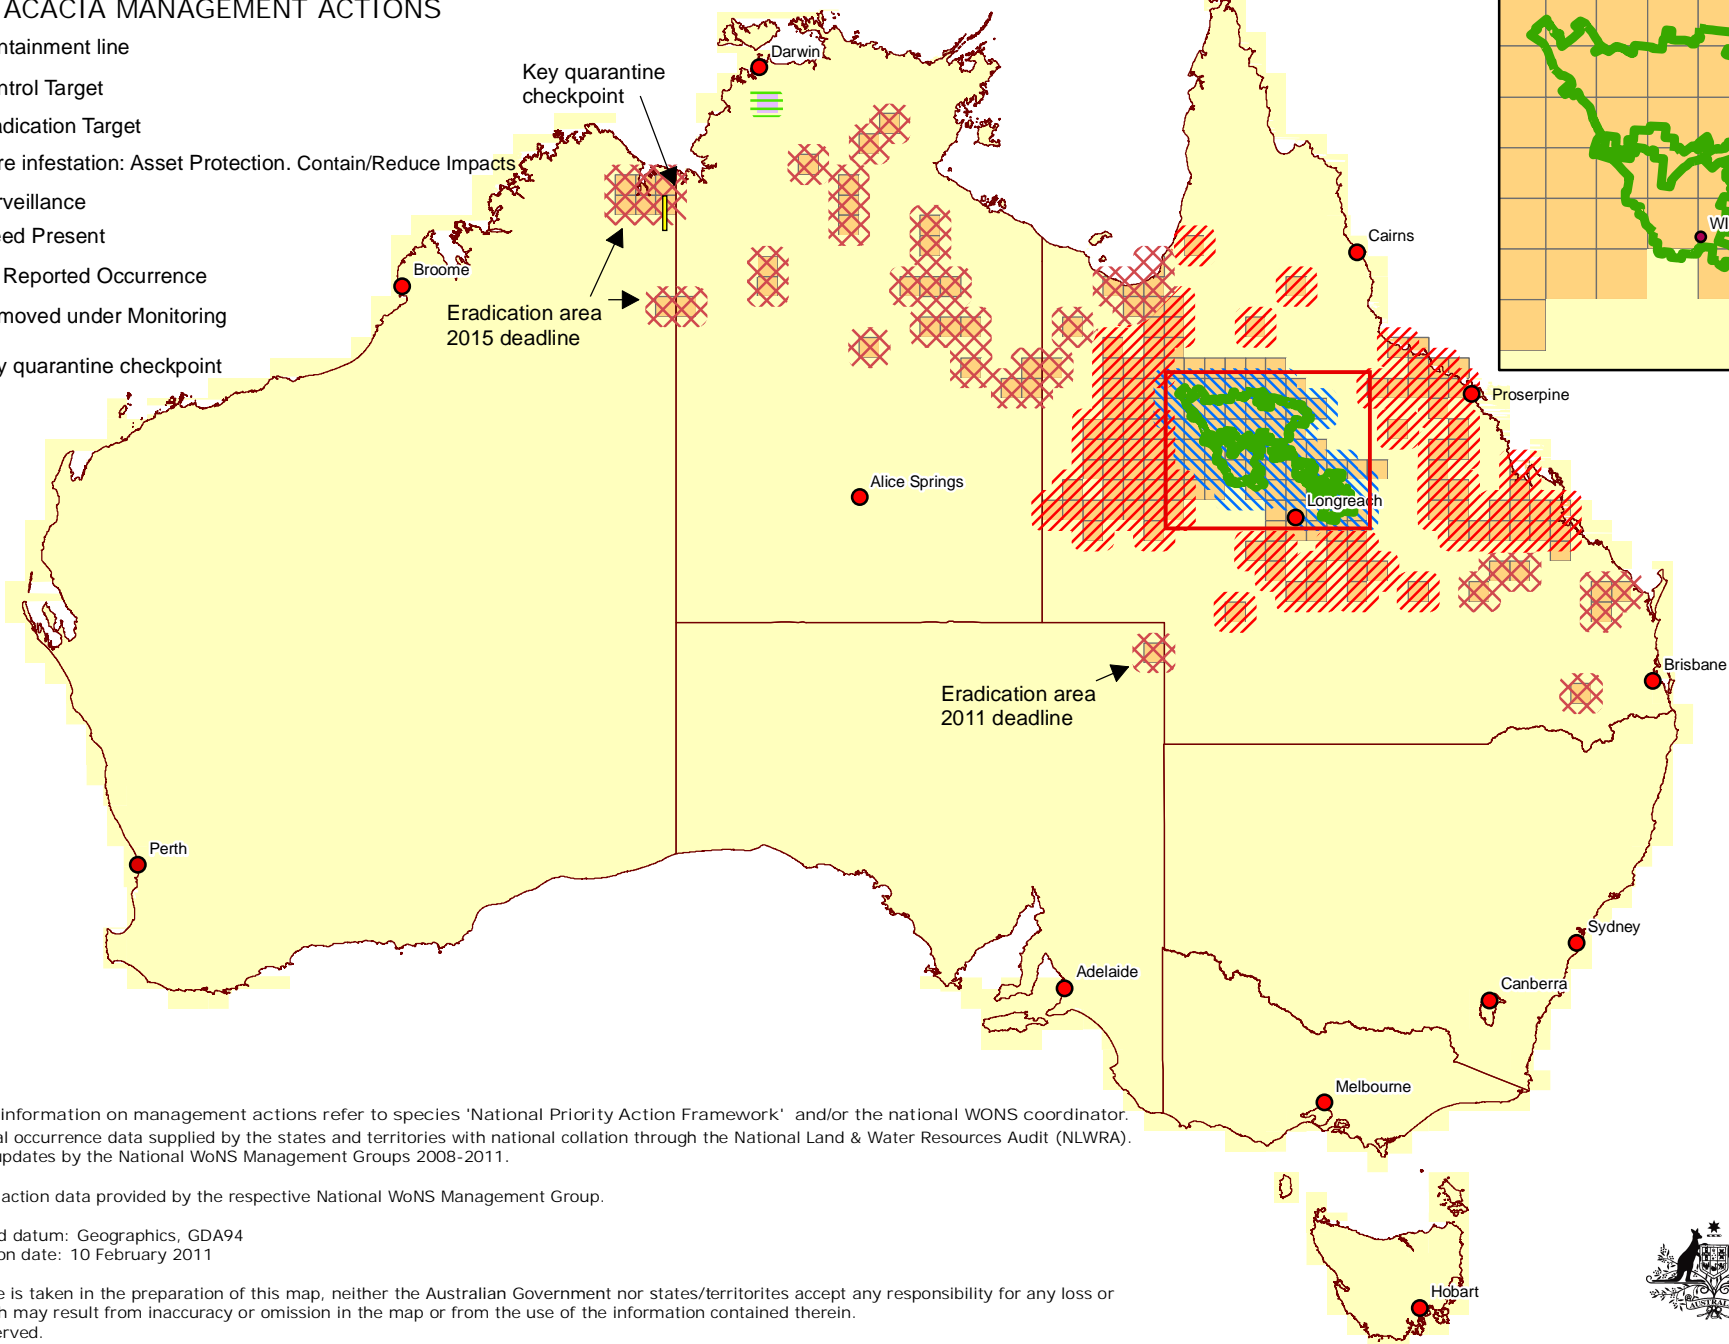 ACACIA MANAGEMENT ACTIONS
ntainment line
ntrol Target
adication Target
re infestation: Asset Protection. Contain/Reduce Impacts
rveillance
eed Present
Reported Occurrence
moved under Monitoring
y quarantine checkpoint
Darwin
Key quarantine
checkpoint
Broome
Eradication area
2015 deadline
Cairns
WI
Proserpine
Alice Springs
Longreach
Eradication area
2011 deadline
Brisbane
Perth
Sydney
Adelaide
Canberra
Melbourne
Hobart
information on management actions refer to species 'National Priority Action Framework' and/or the national WONS coordinator.
al occurrence data supplied by the states and territories with national collation through the National Land & Water Resources Audit (NLWRA).
updates by the National WoNS Management Groups 2008-2011.
action data provided by the respective National WoNS Management Group.
d datum: Geographics, GDA94
on date: 10 February 2011
e is taken in the preparation of this map, neither the Australian Government nor states/territorites accept any responsibility for any loss or
h may result from inaccuracy or omission in the map or from the use of the information contained therein.
erved.